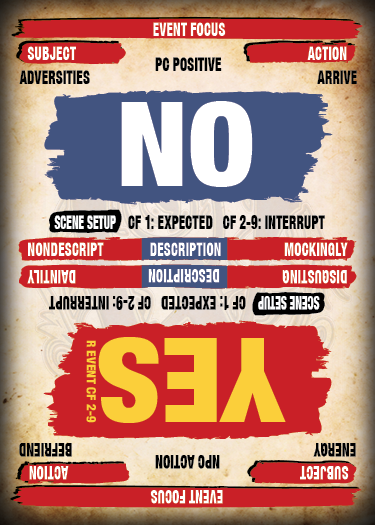 EVENT FOCUS
SUBJECT ACTION
PC POSITIVE
ADVERSITIES ARRIVE
NO
SCENE SETUP CF 1: EXPECTED CF 2-9: INTERRUPT
NONDESCRIPT DESCRIPTION MOCKINGLY
DISGUSTING DESCRIPTION DAINTILY
SCENE SETUP CF 1: EXPECTED CF 2-9: INTERRUPT
YES
R EVENT CF 2-9
ENERGY BEFRIEND
NPC ACTION
SUBJECT ACTION
EVENT FOCUS